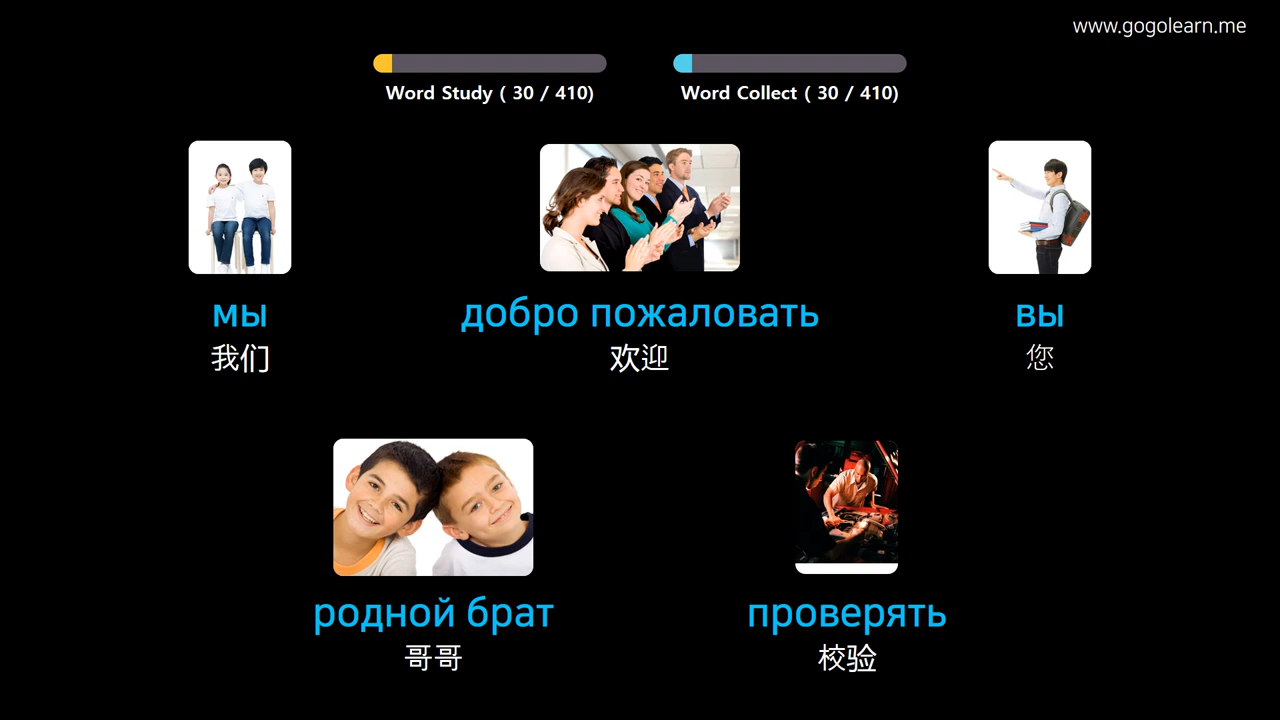 www.gogolearn.me
Word Study ( 30 / 410)
Word Collect ( 30 / 410)
мы
добро пожаловать
вы
我们
欢迎
您
родной брат
проверять
哥哥
校验